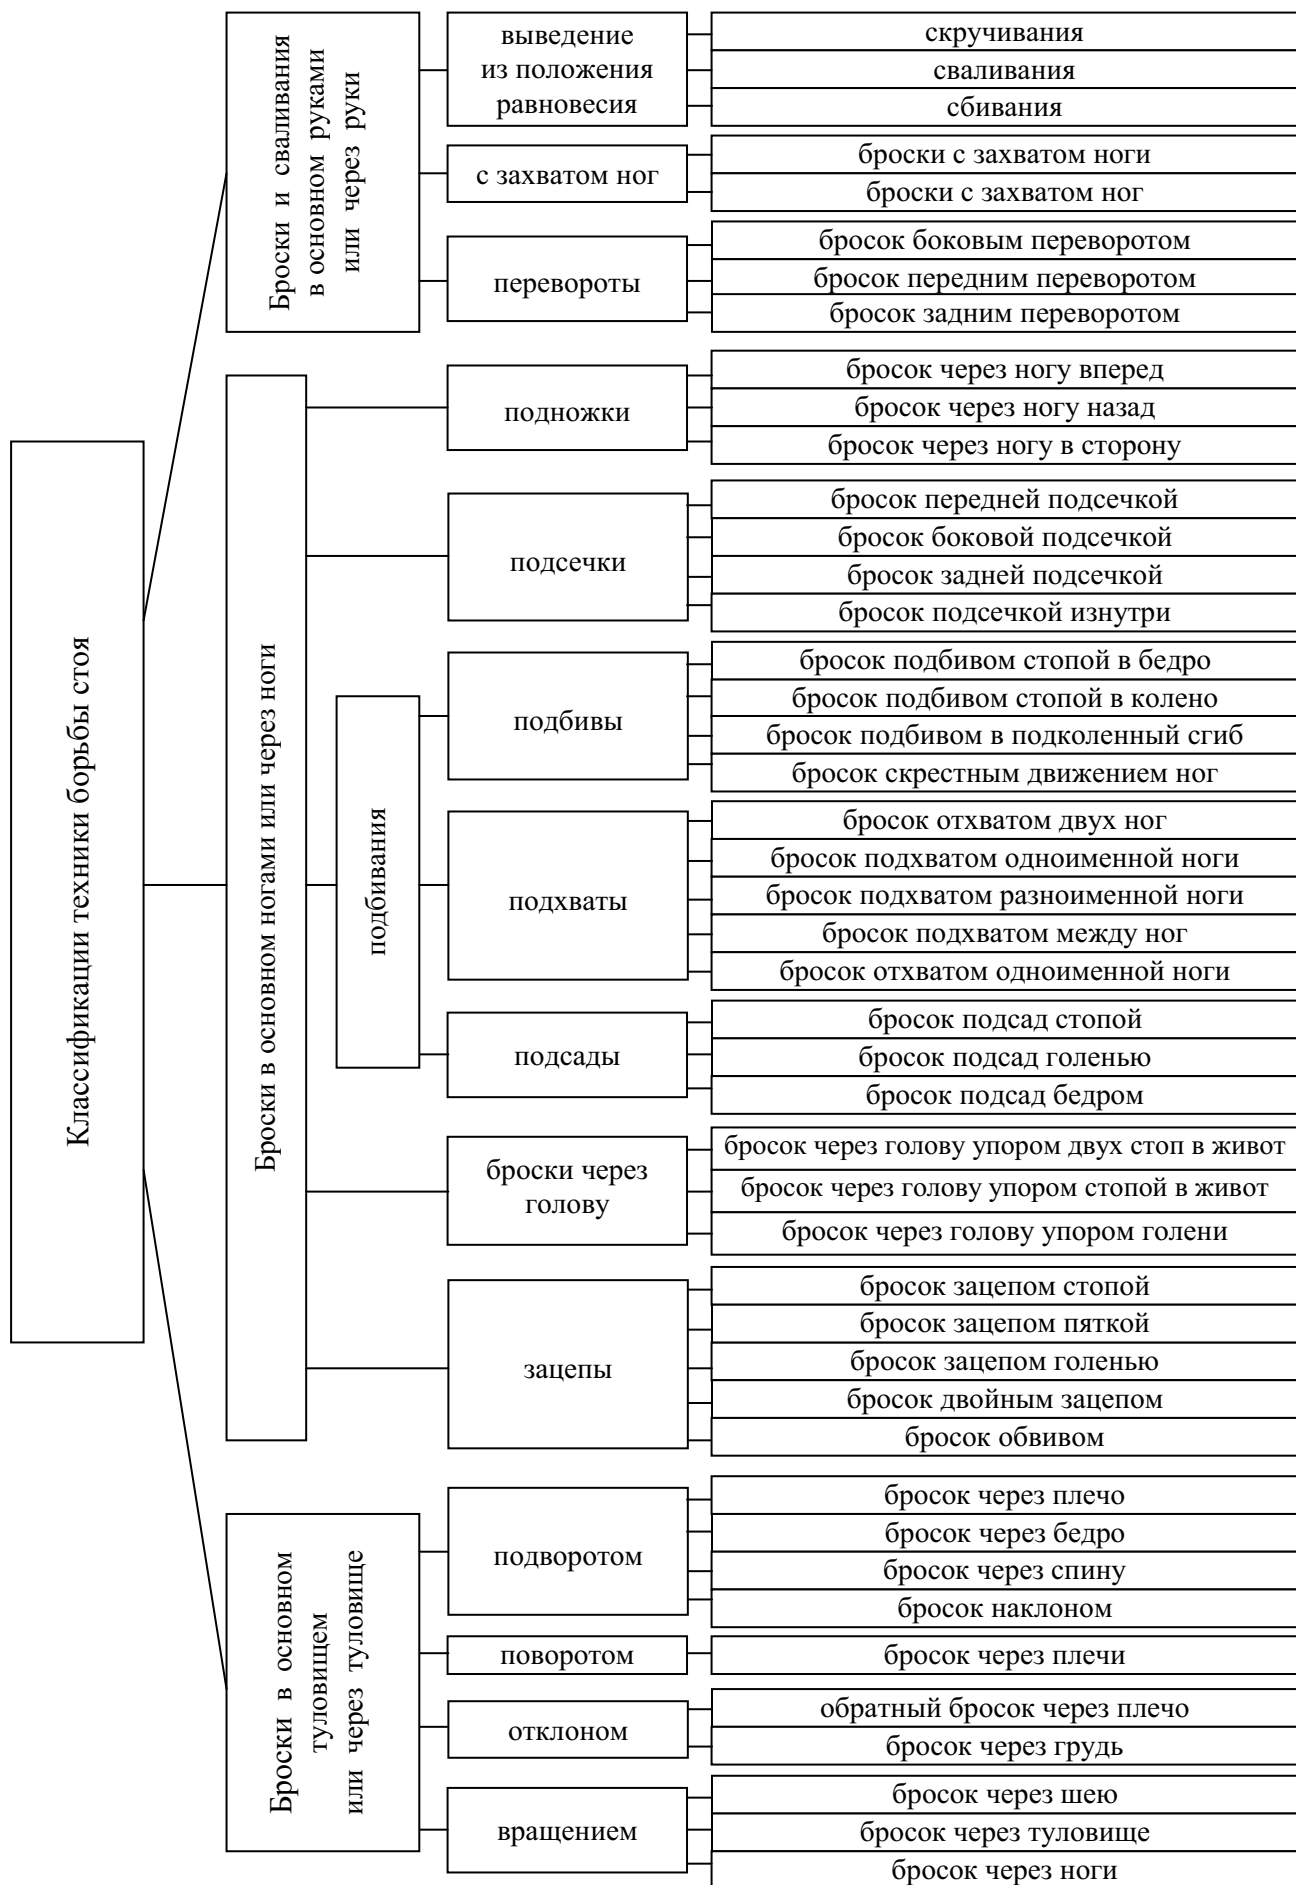 Классификации техники борьбы стоя
Броски и сваливания
в основном руками
или через руки
выведение
из положения
равновесия
скручивания
сваливания
сбивания
с захватом ног
броски с захватом ноги
броски с захватом ног
перевороты
бросок боковым переворотом
бросок передним переворотом
бросок задним переворотом
Броски в основном ногами или через ноги
подножки
бросок через ногу вперед
бросок через ногу назад
бросок через ногу в сторону
подсечки
бросок передней подсечкой
бросок боковой подсечкой
бросок задней подсечкой
бросок подсечкой изнутри
подбивания
подбивы
бросок подбивом стопой в бедро
бросок подбивом стопой в колено
бросок подбивом в подколенный сгиб
бросок скрестным движением ног
подхваты
бросок отхватом двух ног
бросок подхватом одноименной ноги
бросок подхватом разноименной ноги
бросок подхватом между ног
бросок отхватом одноименной ноги
подсады
бросок подсад стопой
бросок подсад голенью
бросок подсад бедром
броски через
голову
бросок через голову упором двух стоп в живот
бросок через голову упором стопой в живот
бросок через голову упором голени
зацепы
бросок зацепом стопой
бросок зацепом пяткой
бросок зацепом голенью
бросок двойным зацепом
бросок обвивом
Броски в основном
туловищем
или через туловище
подворотом
бросок через плечо
бросок через бедро
бросок через спину
бросок наклоном
поворотом
бросок через плечи
отклоном
обратный бросок через плечо
бросок через грудь
вращением
бросок через шею
бросок через туловище
бросок через ноги